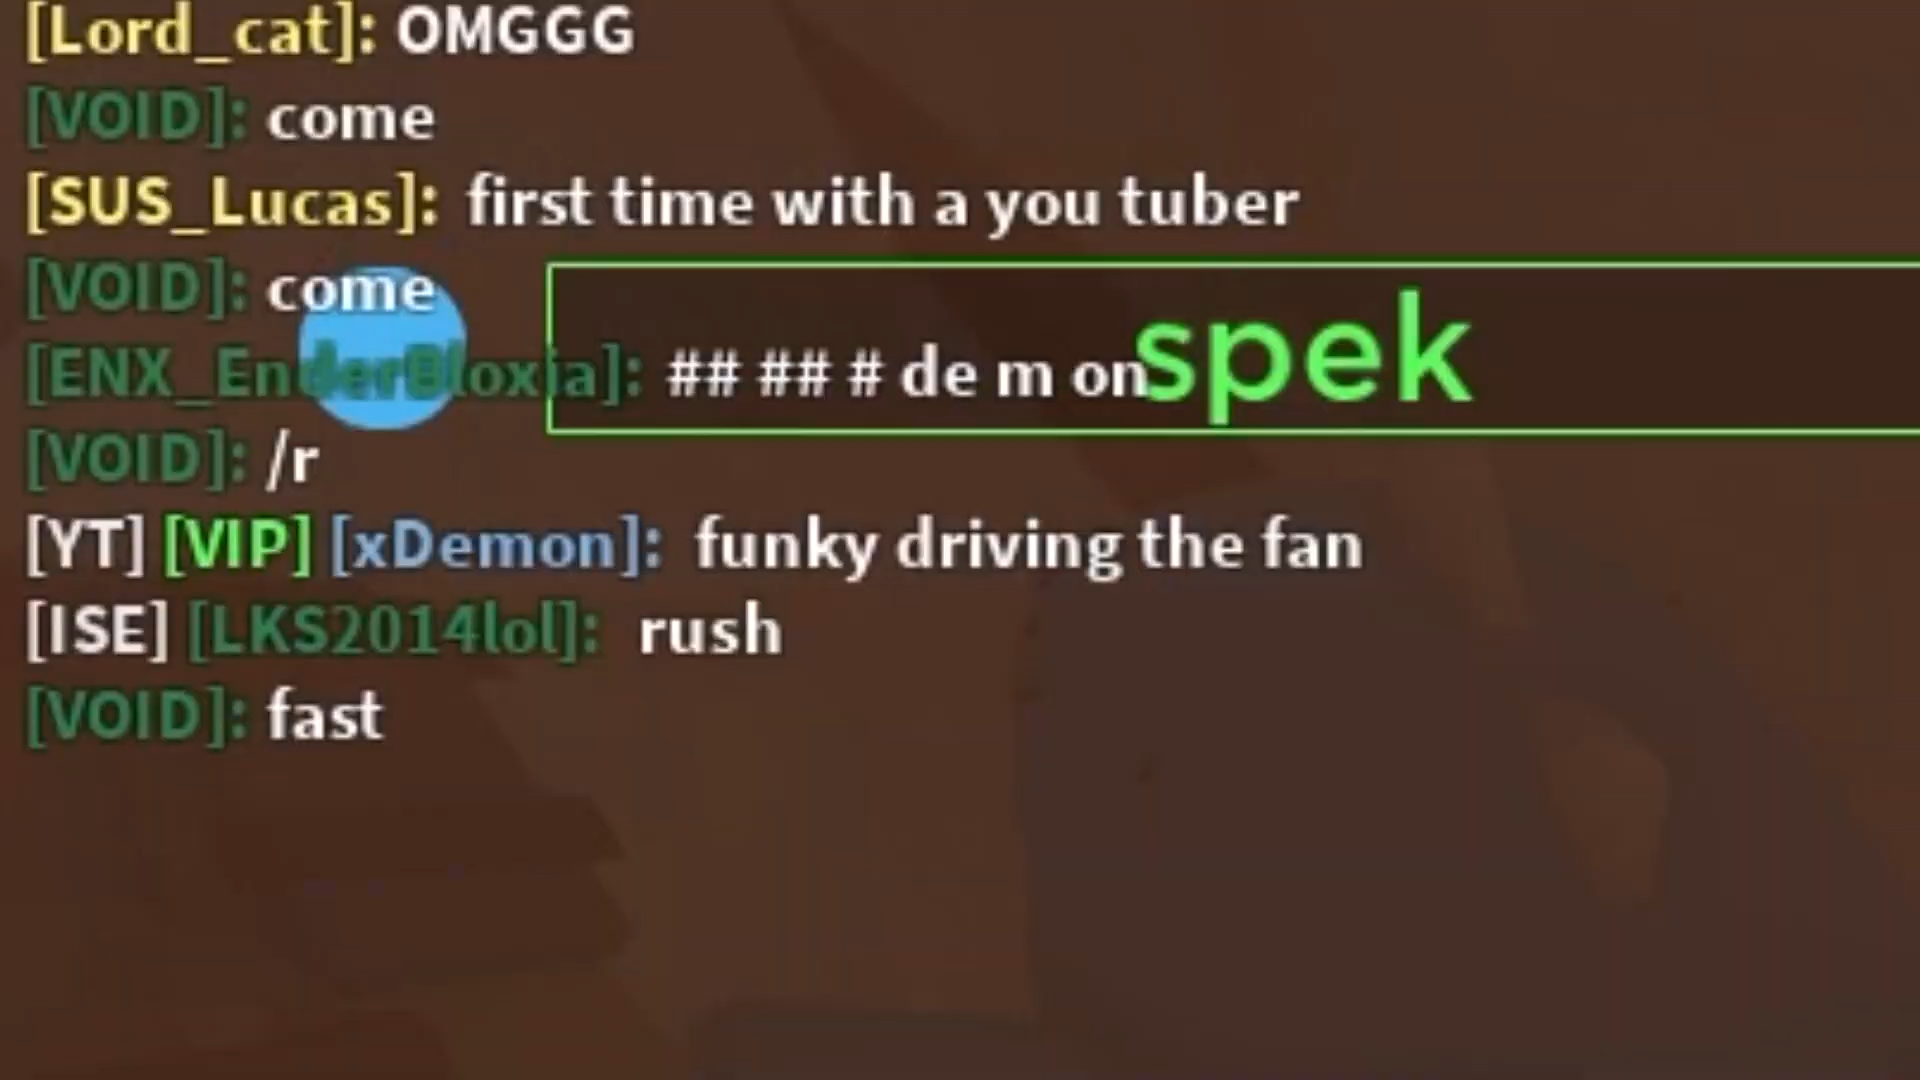 [Lord_cat]: OMGGG
[VOID]: come
[SUS_Lucas]: first time with a you tuber
[VOID]: come
[ENX_EnderBloxia]: ## ## # de m on
spek
[VOID]: /r
[YT] [VIP] [xDemon]: funky driving the fan
[ISE] [LKS2014lol]: rush
[VOID]: fast